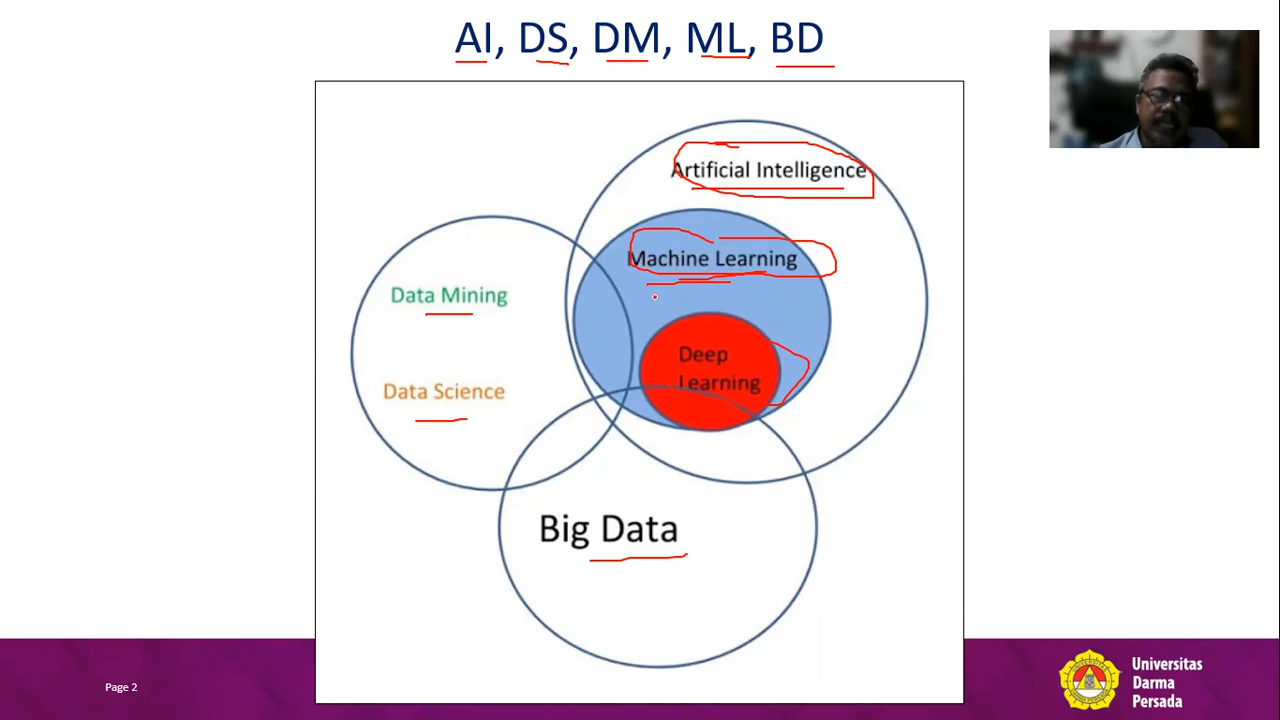 AI, DS, DM, ML, BD
Artificial Intelligence
Machine Learning
Data Mining
Deep
Learning
Data Science
Big Data
Page 2
Universitas
Darma
Persada